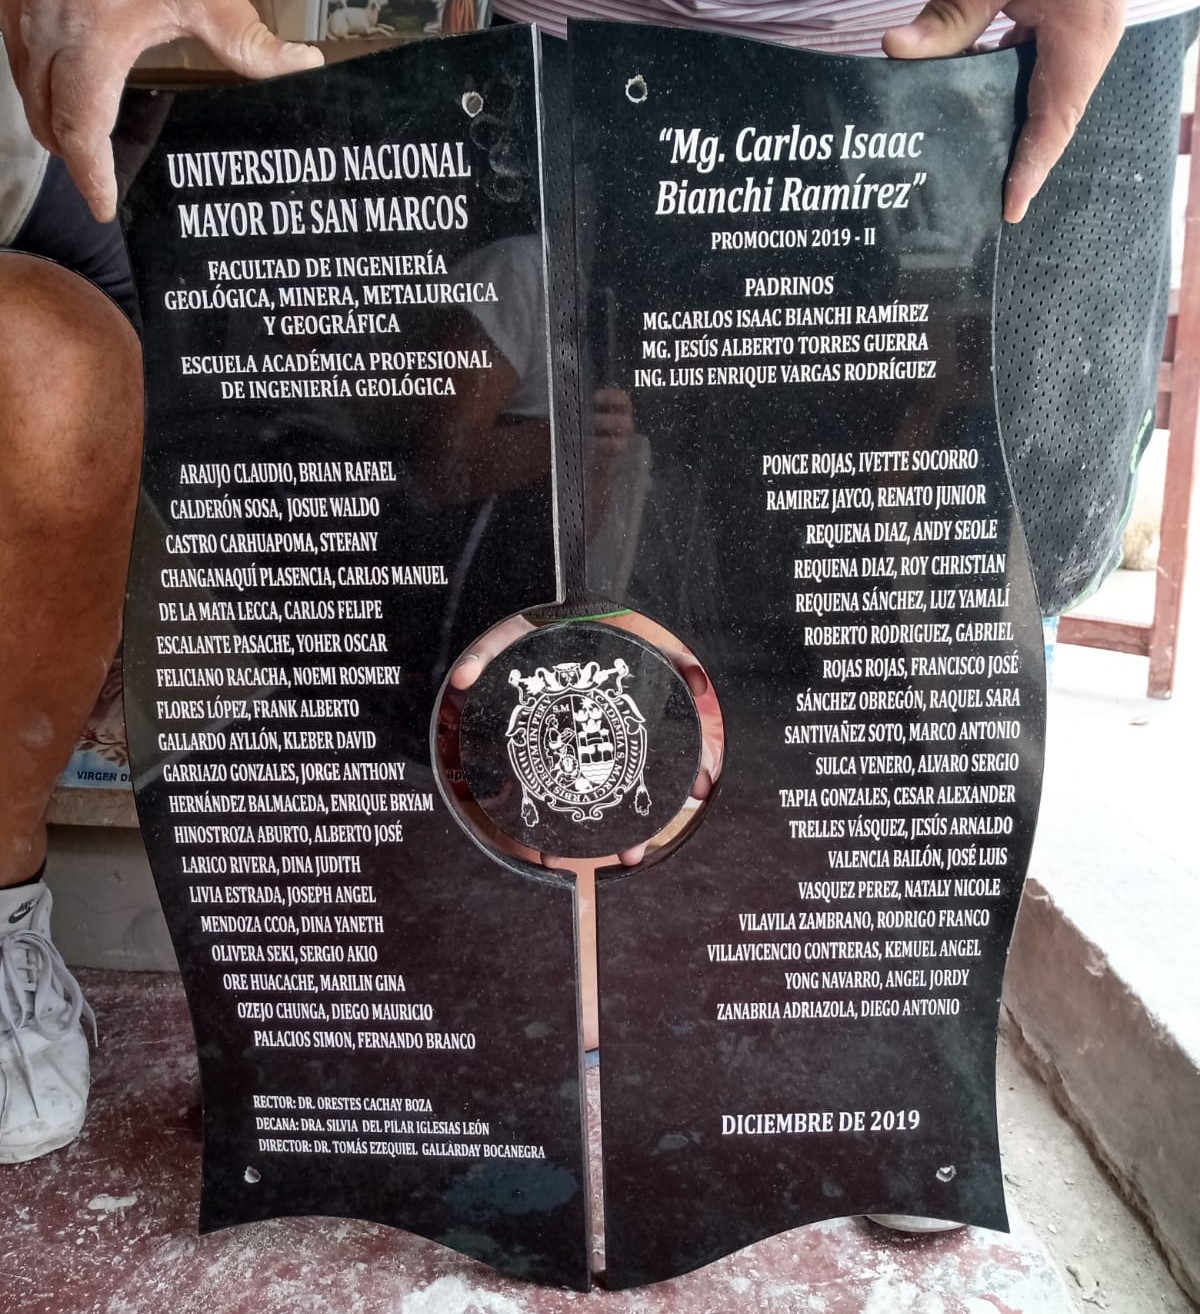 UNIVERSIDAD NACIONAL
MAYOR DE SAN MARCOS
FACULTAD DE INGENIERÍA
GEOLÓGICA, MINERA, METALURGICA
Y GEOGRÁFICA
ESCUELA ACADÉMICA PROFESIONAL
DE INGENIERÍA GEOLÓGICA
ARAUJO CLAUDIO, BRIAN RAFAEL
CALDERÓN SOSA, JOSUE WALDO
CASTRO CARHUAPOMA, STEFANY
CHANGANAQUÍ PLASENCIA, CARLOS MANUEL
DE LA MATA LECCA, CARLOS FELIPE
ESCALANTE PASACHE, YOHER OSCAR
FELICIANO RACACHA, NOEMI ROSMERY
FLORES LÓPEZ, FRANK ALBERTO
GALLARDO AYLLÓN, KLEBER DAVID
GARRIAZO GONZALES, JORGE ANTHONY
HERNÁNDEZ BALMACEDA, ENRIQUE BRYAM
HINOSTROZA ABURTO, ALBERTO JOSÉ
LARICO RIVERA, DINA JUDITH
LIVIA ESTRADA, JOSEPH ANGEL
MENDOZA CCOA, DINA YANETH
OLIVERA SEKI, SERGIO AKIO
ORE HUACACHE, MARILIN GINA
OZEJO CHUNGA, DIEGO MAURICIO
PALACIOS SIMON, FERNANDO BRANCO
RECTOR: DR. ORESTES CACHAY BOZA
DECANA: DRA. SILVIA DEL PILAR IGLESIAS LEÓN
DIRECTOR: DR. TOMÁS EZEQUIEL GALLARDAY BOCANEGRA
"Mg. Carlos Isaac
Bianchi Ramírez"
PROMOCION 2019 - II
PADRINOS
MG.CARLOS ISAAC BIANCHI RAMÍREZ
MG. JESÚS ALBERTO TORRES GUERRA
ING. LUIS ENRIQUE VARGAS RODRÍGUEZ
PONCE ROJAS, IVETTE SOCORRO
RAMIREZ JAYCO, RENATO JUNIOR
REQUENA DIAZ, ANDY SEOLE
REQUENA DIAZ, ROY CHRISTIAN
REQUENA SÁNCHEZ, LUZ YAMALÍ
ROBERTO RODRIGUEZ, GABRIEL
ROJAS ROJAS, FRANCISCO JOSÉ
SÁNCHEZ OBREGÓN, RAQUEL SARA
SANTIVAÑEZ SOTO, MARCO ANTONIO
SULCA VENERO, ALVARO SERGIO
TAPIA GONZALES, CESAR ALEXANDER
TRELLES VÁSQUEZ, JESÚS ARNALDO
VALENCIA BAILÓN, JOSÉ LUIS
VASQUEZ PEREZ, NATALY NICOLE
VILAVILA ZAMBRANO, RODRIGO FRANCO
VILLAVICENCIO CONTRERAS, KEMUEL ANGEL
YONG NAVARRO, ANGEL JORDY
ZANABRIA ADRIAZOLA, DIEGO ANTONIO
DICIEMBRE DE 2019
S.M
ACADEMIA S. MARCI VRBIS REGVM IN PERV
VIRGEN